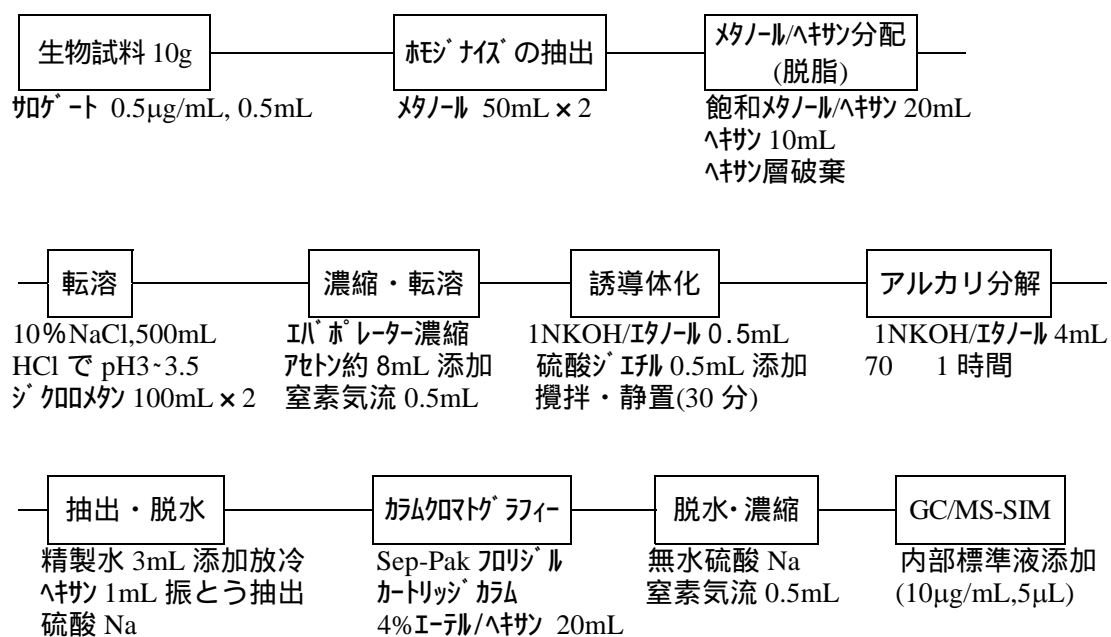 生物試料 10g
ﾎﾓｼﾞﾅｲｽﾞの抽出
ﾒﾀﾉｰﾙ/ﾍｷｻﾝ分配
(脱脂)
ｻﾛｹﾞｰﾄ 0.5μg/mL, 0.5mL
ﾒﾀﾉｰﾙ 50mL×2
飽和ﾒﾀﾉｰﾙ/ﾍｷｻﾝ 20mL
ﾍｷｻﾝ 10mL
ﾍｷｻﾝ層破棄
転溶
濃縮・転溶
誘導体化
アルカリ分解
10%NaCl,500mL
HCl で pH3~3.5
ｼﾞｸﾛﾛﾒﾀﾝ 100mL×2
ｴﾊﾞﾎﾟﾚｰﾀｰ濃縮
ｱｾﾄﾝ約 8mL 添加
窒素気流 0.5mL
1NKOH/ｴﾀﾉｰﾙ 0.5mL
硫酸ｼﾞｴﾁﾙ 0.5mL 添加
攪拌・静置(30 分)
1NKOH/ｴﾀﾉｰﾙ 4mL
70 1 時間
抽出・脱水
ｶﾗﾑｸﾛﾏﾄｸﾞﾗﾌｨｰ
脱水・濃縮
GC/MS-SIM
精製水 3mL 添加放冷
ﾍｷｻﾝ 1mL 振とう抽出
硫酸 Na
Sep-Pak ﾌﾛﾘｼﾞﾙ
ｶｰﾄﾘｯｼﾞｶﾗﾑ
4%ｴｰﾃﾙ/ﾍｷｻﾝ 20mL
無水硫酸 Na
窒素気流 0.5mL
内部標準液添加
(10μg/mL,5μL)